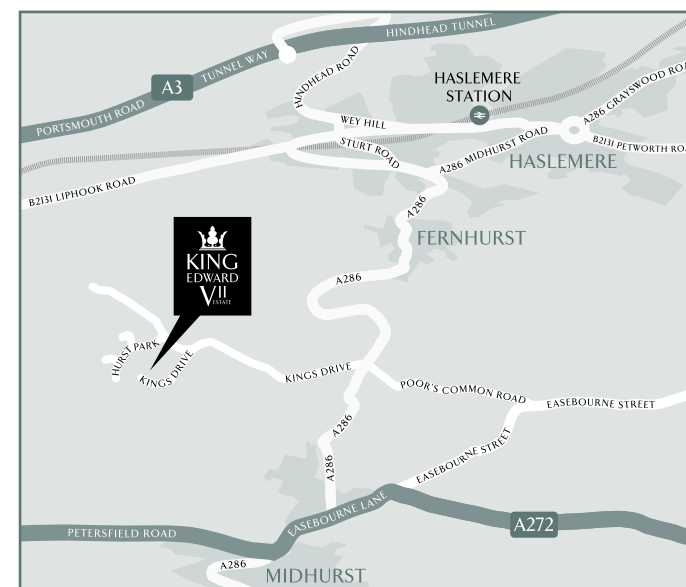 HINDHEAD TUNNEL
TUNNEL WAY
A3
PORTSMOUTH ROAD
HINDHEAD ROAD
HASLEMERE
STATION
A286 GRAYSWOOD ROA
WEY HILL
STURT ROAD
A286 MIDHURST ROAD
B2131 PETWORTH ROA
HASLEMERE
B2131 LIPHOOK ROAD
A286
FERNHURST
KING
EDWARD
VII
ESTATE
A286
HURST PARK
KINGS DRIVE
KINGS DRIVE
POOR'S COMMON ROAD
EASEBOURNE STREET
A286
EASEBOURNE STREET
A286
EASEBOURNE LANE
A272
PETERSFIELD ROAD
A286
MIDHURST